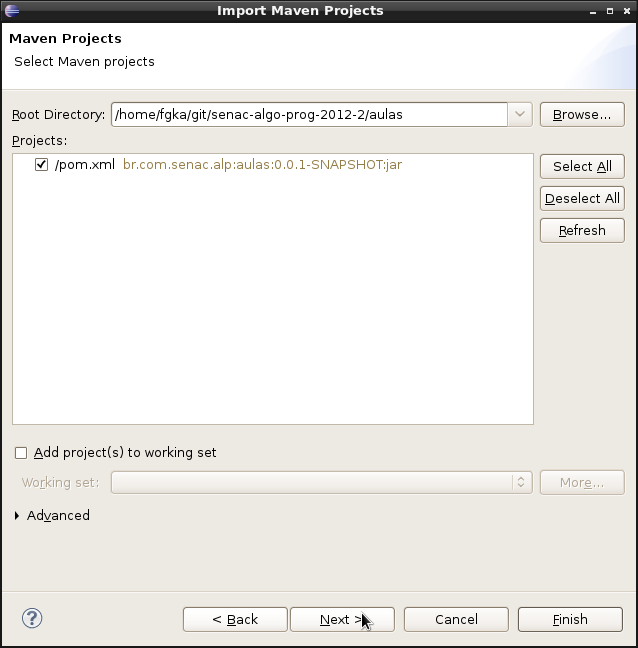 Import Maven Projects
Maven Projects
Select Maven projects
Root Directory: /home/fgka/git/senac-algo-prog-2012-2/aulas Browse...
Projects:
/pom.xml br.com.senac.alp:aulas:0.0.1-SNAPSHOT:jar
Select All
Deselect All
Refresh
Add project(s) to working set
Working set: More...
Advanced
? < Back Next > Cancel Finish